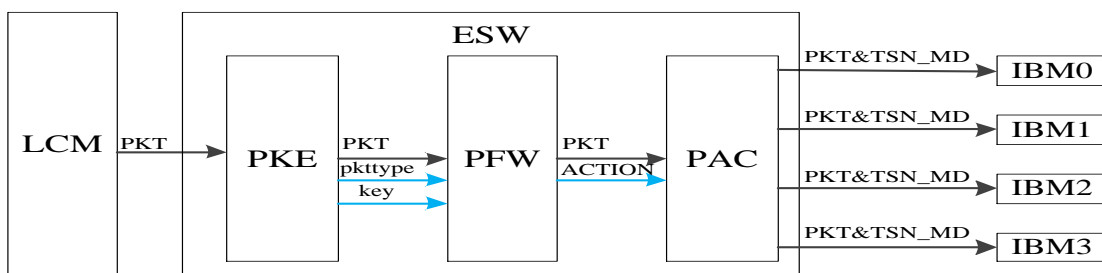 ESW
LCM
PKT
PKE
PKT
pkttype
key
PFW
PKT
ACTION
PAC
PKT&TSN_MD
IBM0
PKT&TSN_MD
IBM1
PKT&TSN_MD
IBM2
PKT&TSN_MD
IBM3